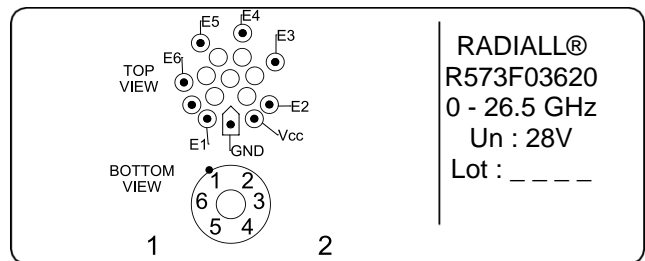 E4
E5
E3
E6
TOP
VIEW
E2
E1
Vcc
GND
BOTTOM
VIEW
1 2
6 3
5 4
1 2
RADIALL®
R573F03620
0 - 26.5 GHz
Un : 28V
Lot : _ _ _ _